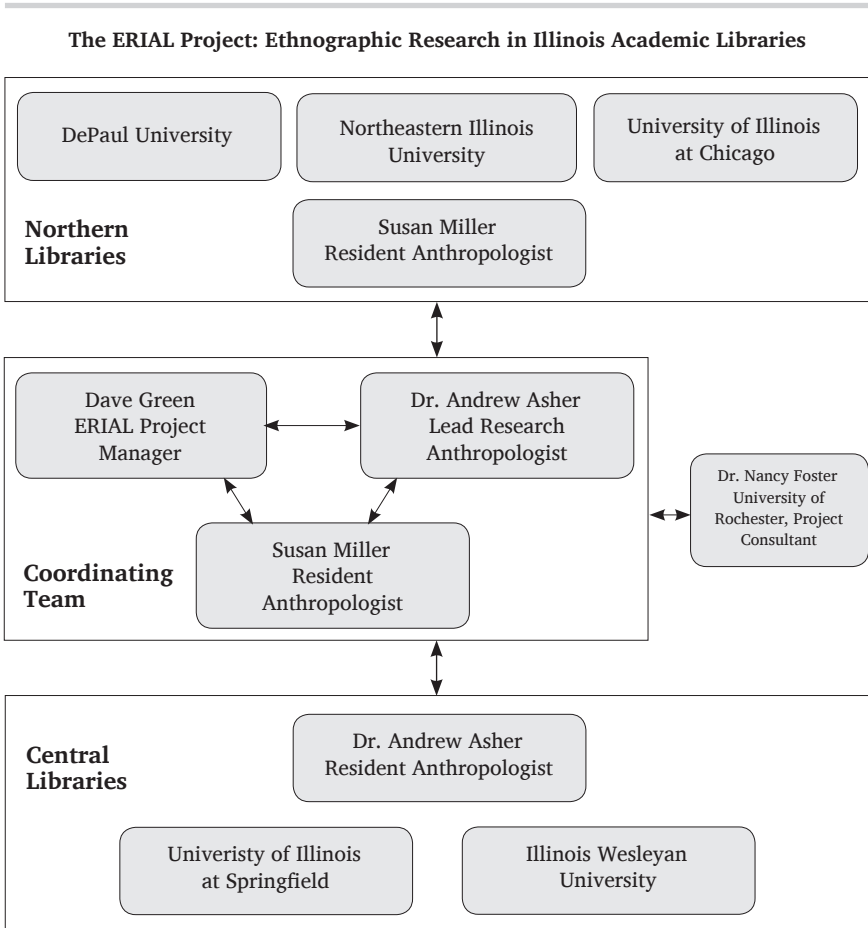 The ERIAL Project: Ethnographic Research in Illinois Academic Libraries
DePaul University
Northeastern Illinois
University
University of Illinois
at Chicago
Northern
Libraries
Susan Miller
Resident Anthropologist
Dave Green
ERIAL Project
Manager
Dr. Andrew Asher
Lead Research
Anthropologist
Dr. Nancy Foster
University of
Rochester, Project
Consultant
Susan Miller
Resident
Anthropologist
Coordinating
Team
Central
Libraries
Dr. Andrew Asher
Resident Anthropologist
Univeristy of Illinois
at Springfield
Illinois Wesleyan
University